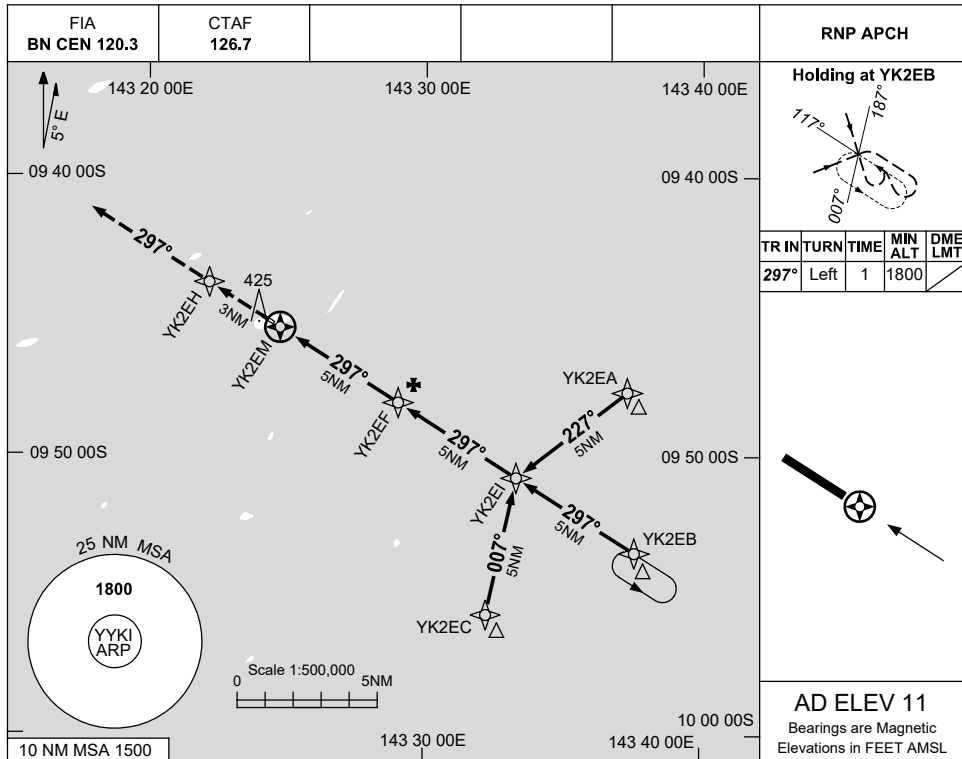 FIA
BN CEN 120.3
CTAF
126.7
RNP APCH
143 20 00E
143 30 00E
143 40 00E
5° E
09 40 00S
09 40 00S
Holding at YK2EB
117°
187°
007°
TR IN TURN TIME MIN ALT DME LMT
297° Left 1 1800
297°
YK2EH
425
3NM
YK2EM
297°
5NM
YK2EF
YK2EA
227°
5NM
297°
5NM
09 50 00S
09 50 00S
YK2EI
297°
5NM
YK2EB
007°
5NM
YK2EC
25 NM MSA
1800
YYKI
ARP
Scale 1:500,000
0 5NM
10 NM MSA 1500
143 30 00E
143 40 00E
10 00 00S
AD ELEV 11
Bearings are Magnetic
Elevations in FEET AMSL